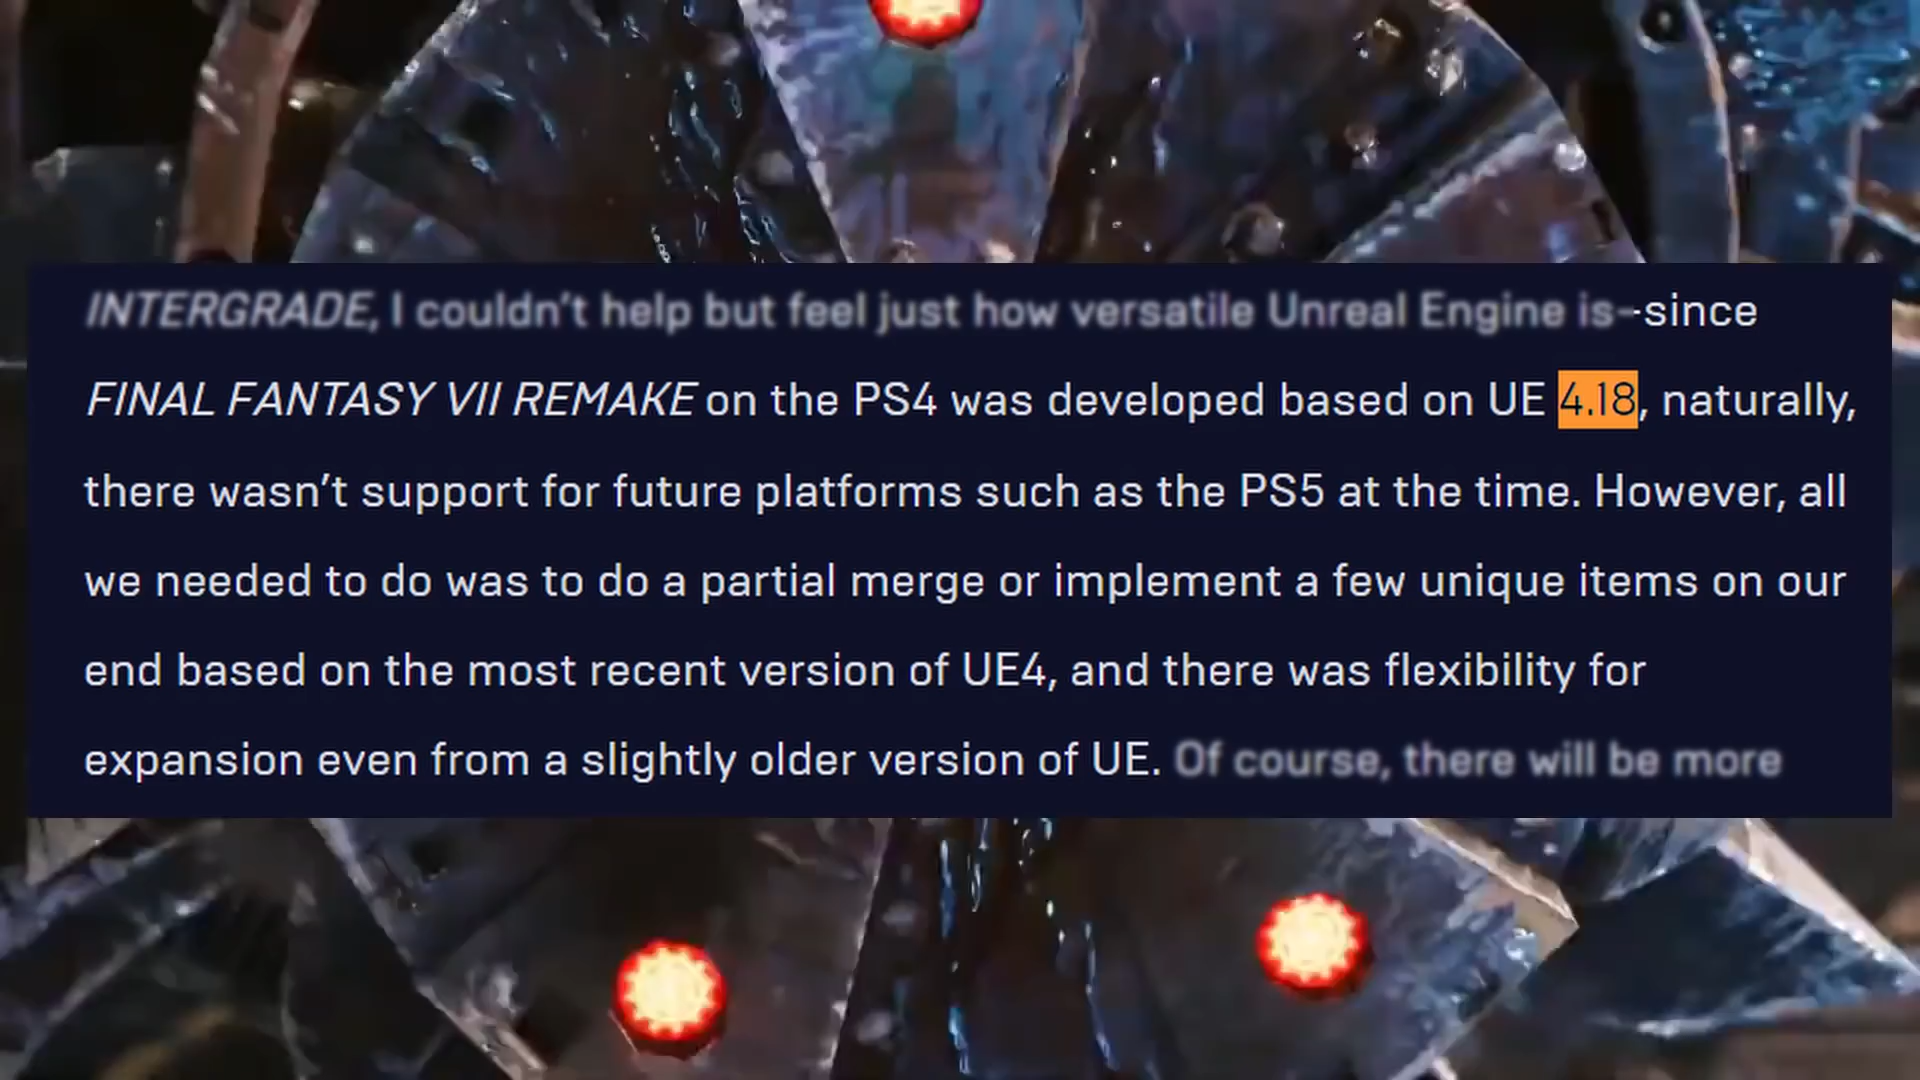 INTERGRADE, I couldn't help but feel just how versatile Unreal Engine is--since
FINAL FANTASY VII REMAKE on the PS4 was developed based on UE 4.18, naturally,
there wasn't support for future platforms such as the PS5 at the time. However, all
we needed to do was to do a partial merge or implement a few unique items on our
end based on the most recent version of UE4, and there was flexibility for
expansion even from a slightly older version of UE. Of course, there will be more